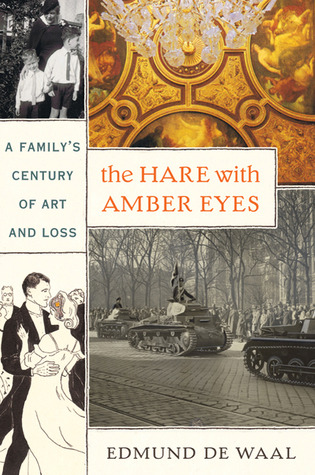 A FAMILY'S
CENTURY
OF ART
AND LOSS
the HARE with
AMBER EYES
EDMUND DE WAAL